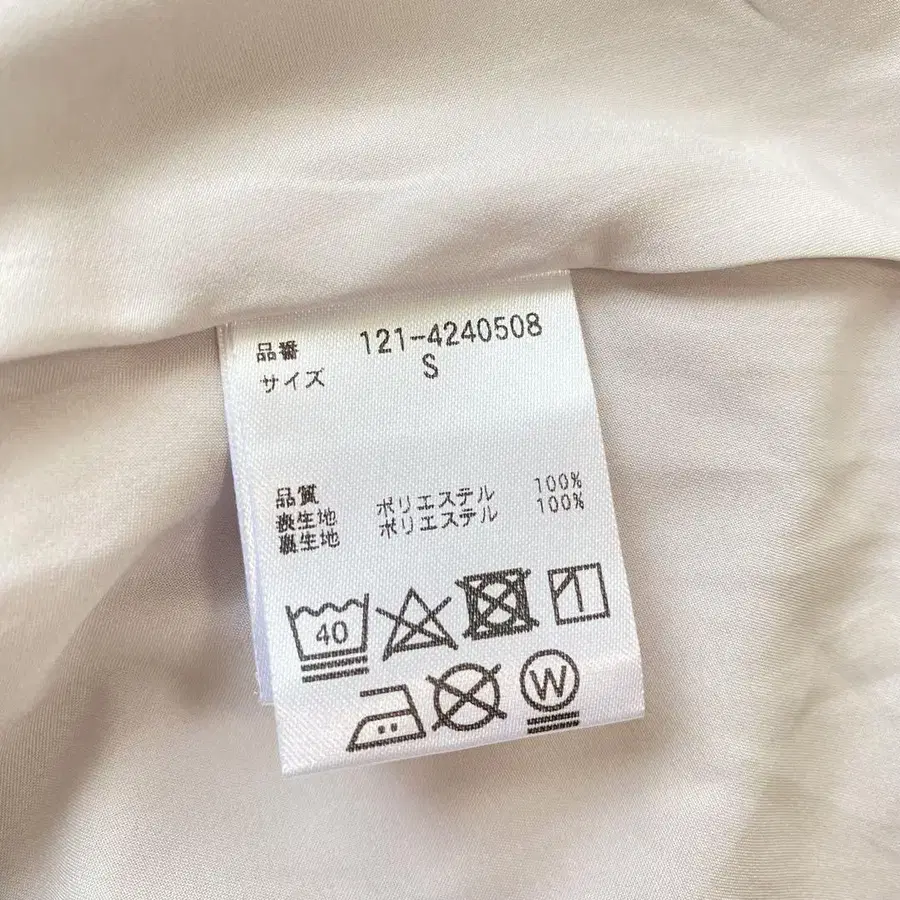 品番 121-4240508
サイズ S
品質
表生地 ポリエステル 100%
裏生地 ポリエステル 100%
40
W